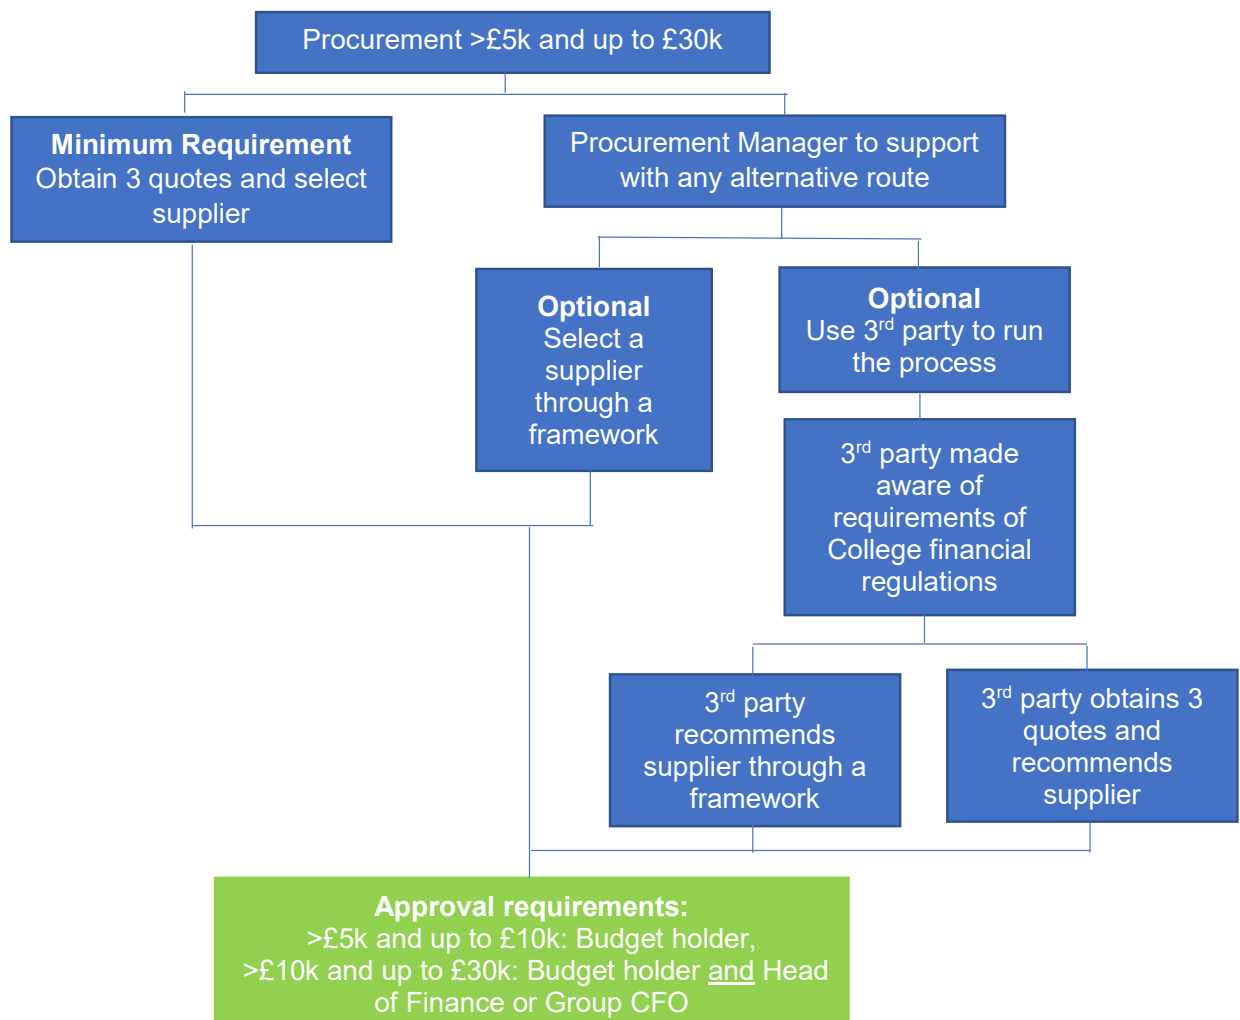 Procurement >£5k and up to £30k
Minimum Requirement
Obtain 3 quotes and select
supplier
Procurement Manager to support
with any alternative route
Optional
Select a
supplier
through a
framework
Optional
Use 3rd party to run
the process
3rd party made
aware of
requirements of
College financial
regulations
3rd party
recommends
supplier through a
framework
3rd party obtains 3
quotes and
recommends
supplier
Approval requirements:
>£5k and up to £10k: Budget holder,
>£10k and up to £30k: Budget holder and Head
of Finance or Group CFO